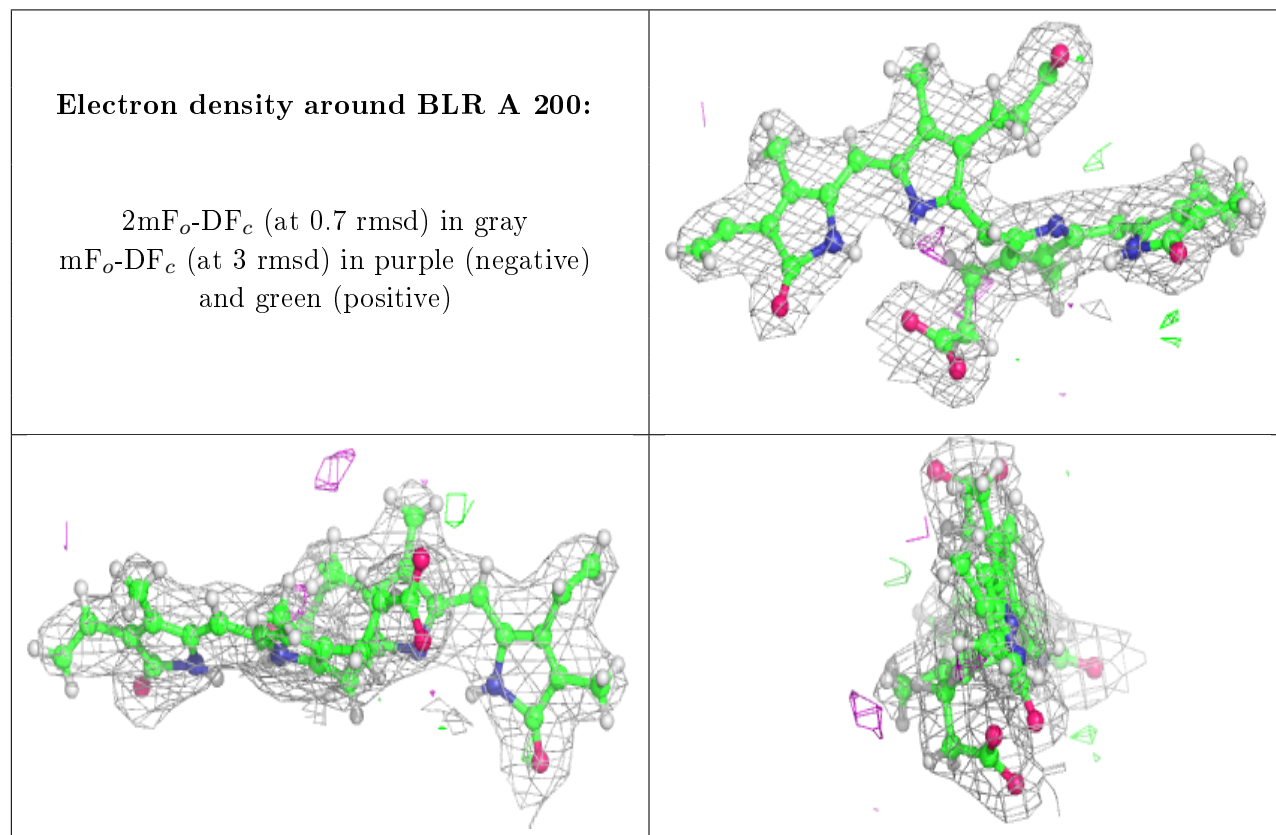 Electron density around BLR A 200:
2mFo-DFc (at 0.7 rmsd) in gray
mFo-DFc (at 3 rmsd) in purple (negative)
and green (positive)